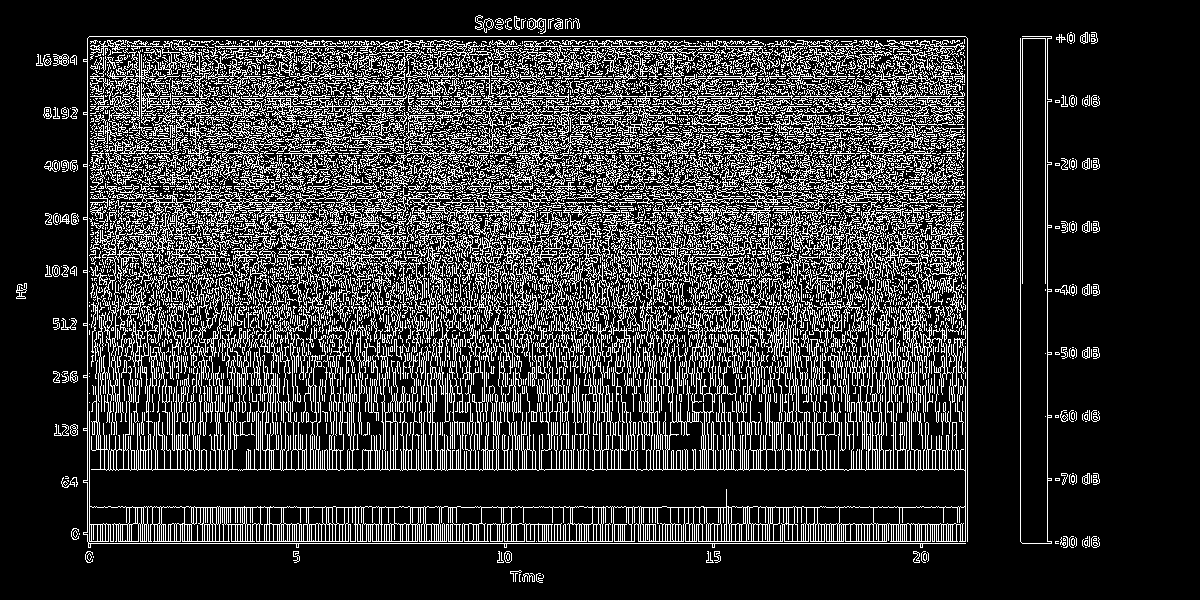 Spectrogram
16384
8192
4096
2048
1024
512
256
128
64
0
Hz
0 5 10 15 20
Time
+0 dB
-10 dB
-20 dB
-30 dB
-40 dB
-50 dB
-60 dB
-70 dB
-80 dB